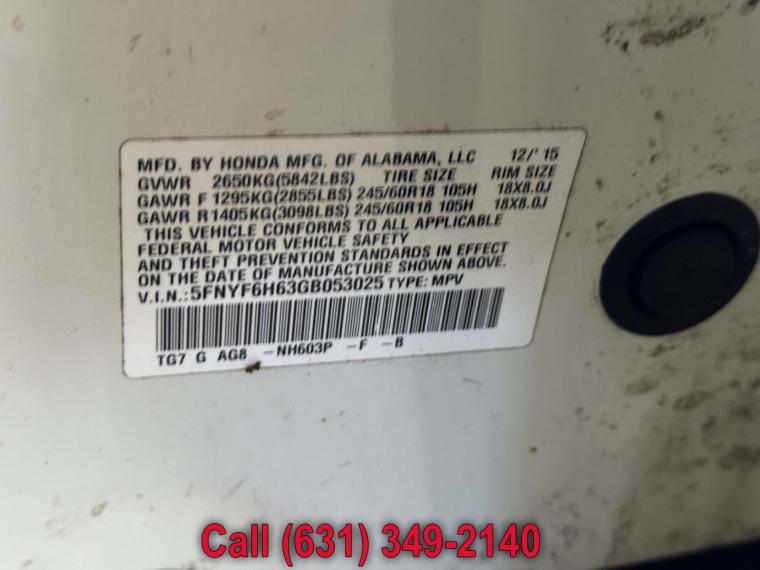 MFD. BY HONDA MFG. OF ALABAMA, LLC 12/'15
GVWR 2650KG(5842LBS) TIRE SIZE RIM SIZE
GAWR F 1295KG(2855LBS) 245/60R18 105H 18X8.0J
GAWR R1405KG(3098LBS) 245/60R18 105H 18X8.0J
THIS VEHICLE CONFORMS TO ALL APPLICABLE
FEDERAL MOTOR VEHICLE SAFETY
AND THEFT PREVENTION STANDARDS IN EFFECT
ON THE DATE OF MANUFACTURE SHOWN ABOVE.
V.I.N.:5FNYF6H63GB053025 TYPE: MPV
TG7 G AG8 -NH603P -F -B
Call (631) 349-2140